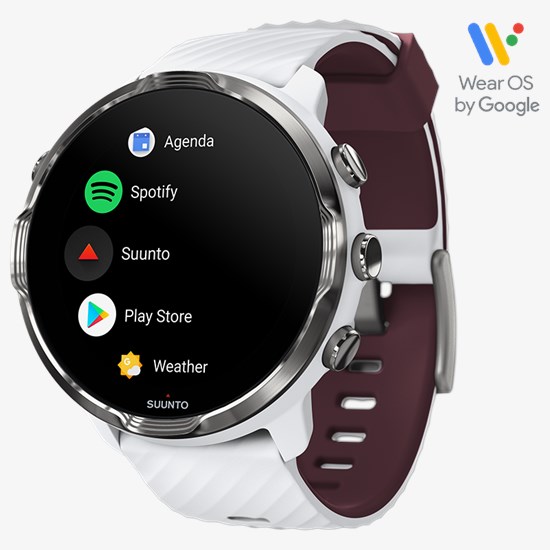 Wear OS
by Google
Agenda
Spotify
Suunto
Play Store
Weather
SUUNTO